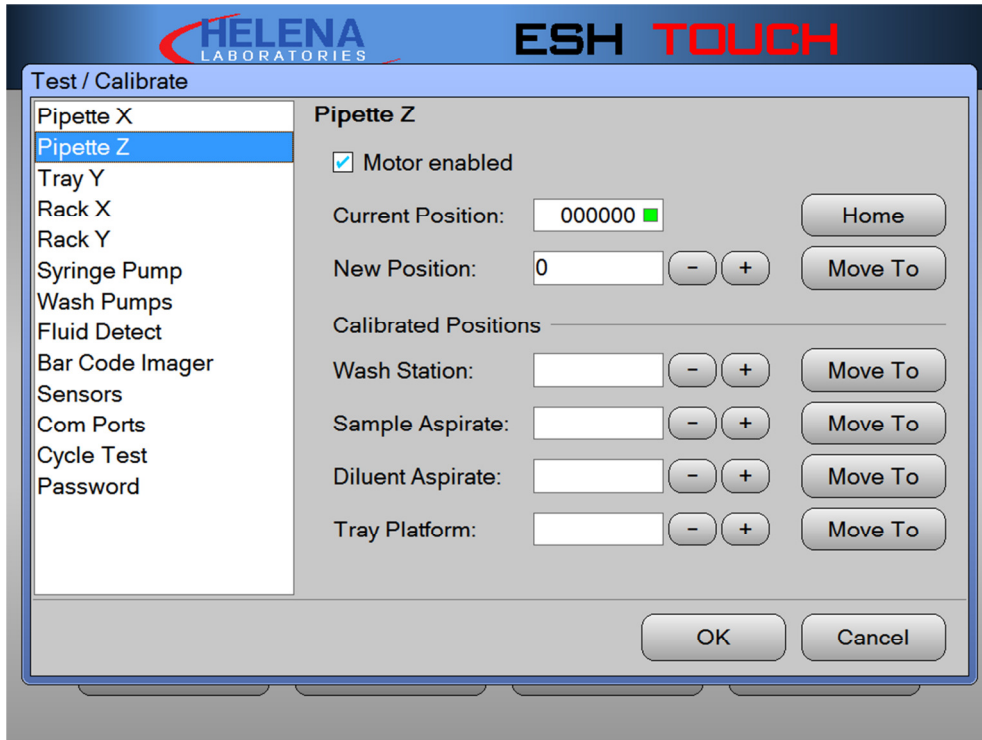 HELENA
LABORATORIES
ESH TOUCH
Test / Calibrate
Pipette X
Pipette Z
Tray Y
Rack X
Rack Y
Syringe Pump
Wash Pumps
Fluid Detect
Bar Code Imager
Sensors
Com Ports
Cycle Test
Password
Pipette Z
Motor enabled
Current Position: 000000 Home
New Position: 0 - + Move To
Calibrated Positions
Wash Station: - + Move To
Sample Aspirate: - + Move To
Diluent Aspirate: - + Move To
Tray Platform: - + Move To
OK Cancel